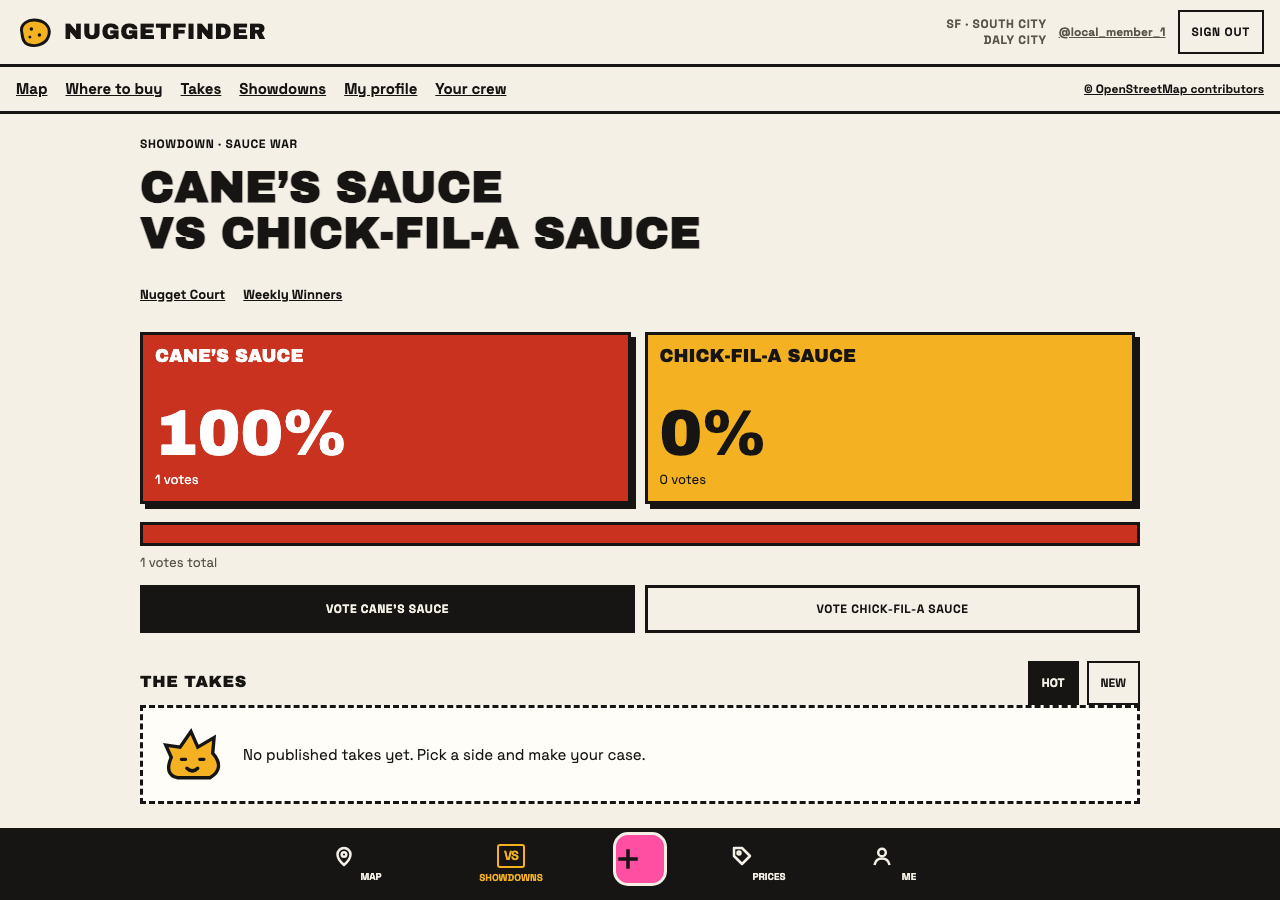 NUGGETFINDER
SF · SOUTH CITY
DALY CITY
@local_member_1
SIGN OUT
Map
Where to buy
Takes
Showdowns
My profile
Your crew
© OpenStreetMap contributors
SHOWDOWN · SAUCE WAR
CANE’S SAUCE
VS CHICK-FIL-A SAUCE
Nugget Court
Weekly Winners
CANE’S SAUCE
100%
1 votes
CHICK-FIL-A SAUCE
0%
0 votes
1 votes total
VOTE CANE’S SAUCE
VOTE CHICK-FIL-A SAUCE
THE TAKES
HOT
NEW
No published takes yet. Pick a side and make your case.
MAP
VS
SHOWDOWNS
+
PRICES
ME